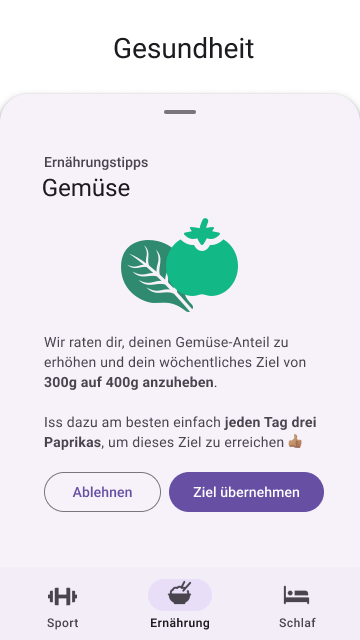 Gesundheit
Ernährungstipps
Gemüse
Wir raten dir, deinen Gemüse-Anteil zu
erhöhen und dein wöchentliches Ziel von
300g auf 400g anzuheben.
Iss dazu am besten einfach jeden Tag drei
Paprikas, um dieses Ziel zu erreichen 👍🏽
Ablehnen
Ziel übernehmen
Sport
Ernährung
Schlaf